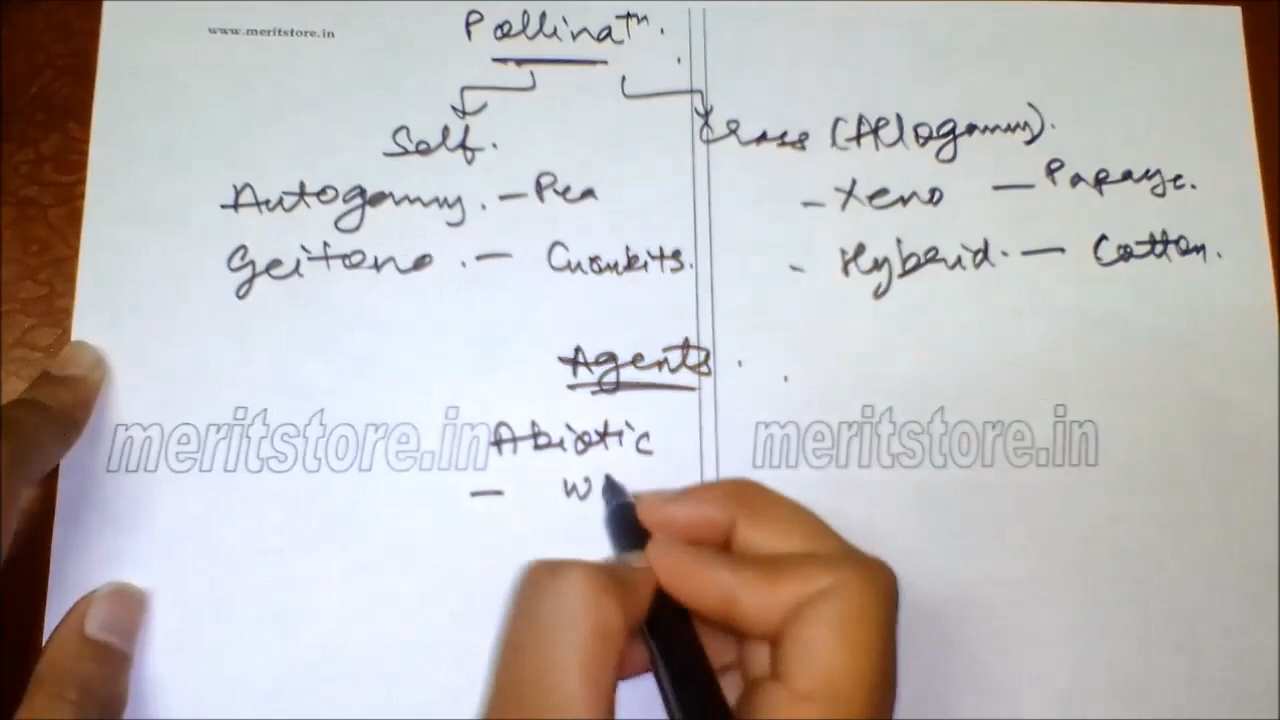 www.meritstore.in
Pollinatn.
Self.
Cross (Allogamy).
Autogamy. - Pea
- Xeno - Papaya.
Geitono. -
- Hybrid. - Cotton.
Agents.
meritstore.in
Abiotic
meritstore.in
- W